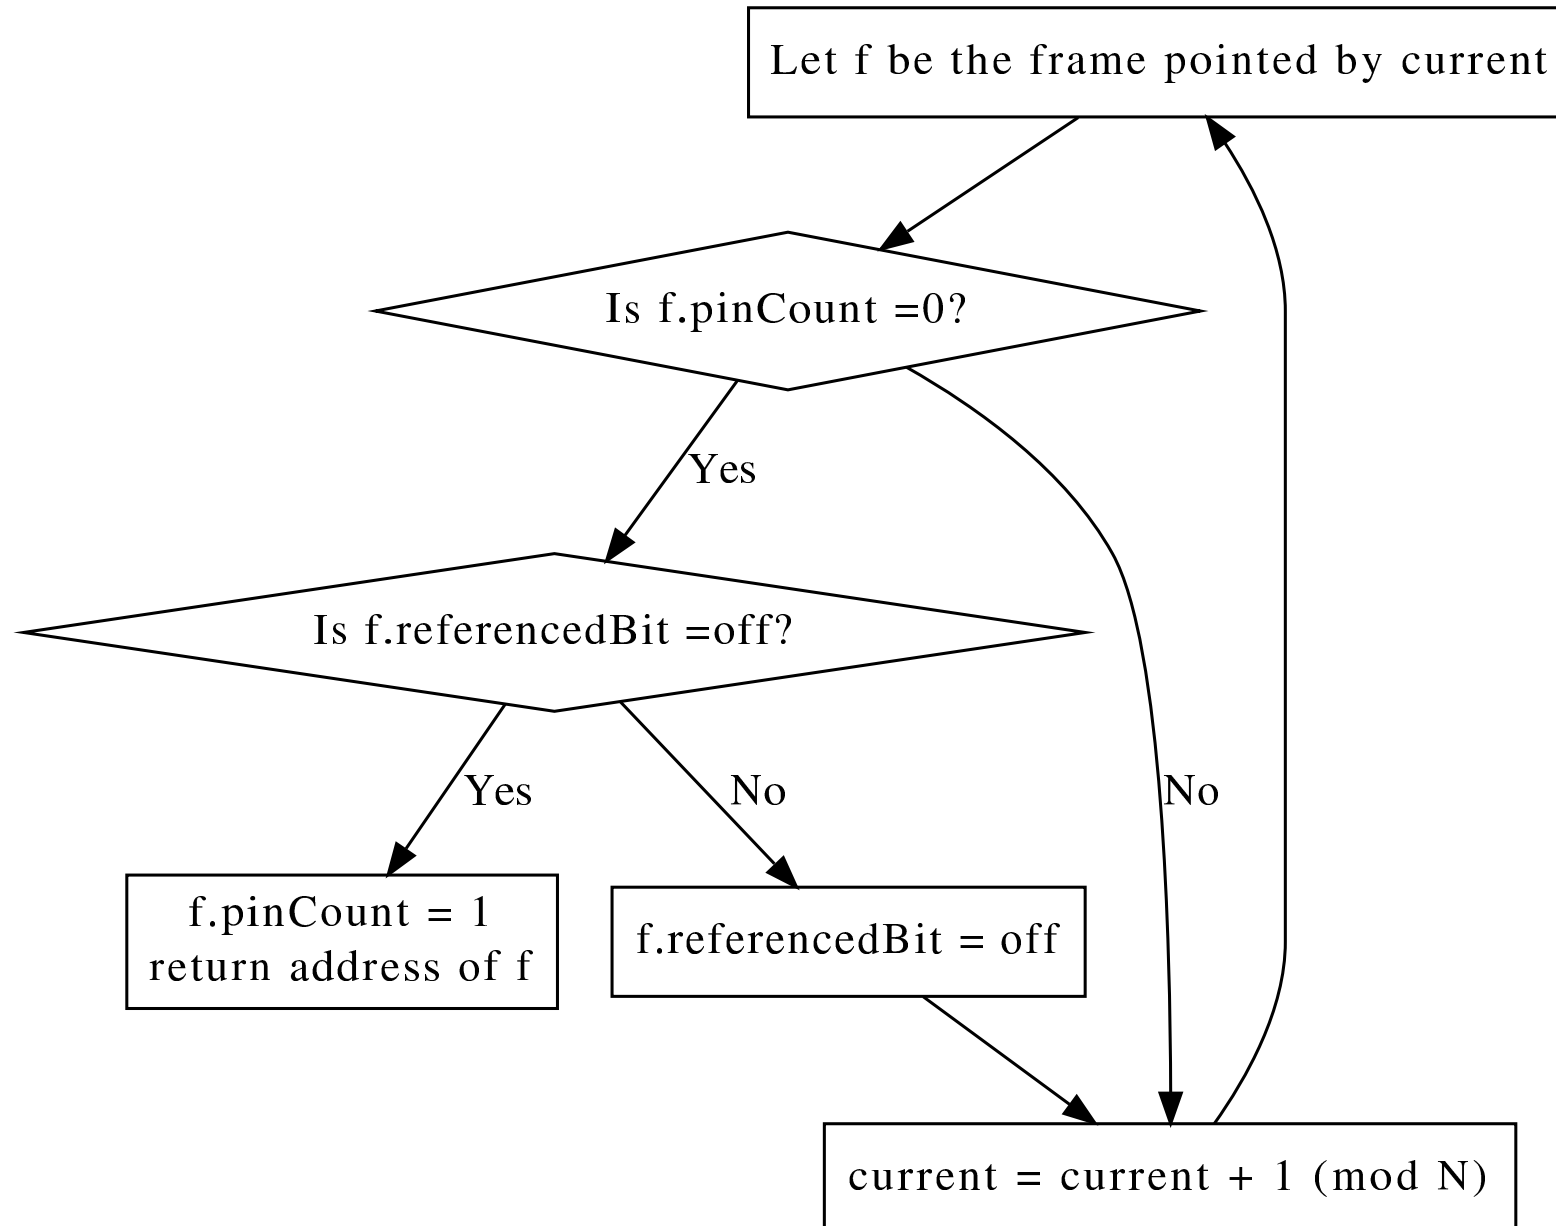 Let f be the frame pointed by current
Is f.pinCount =0?
Yes
Is f.referencedBit =off?
Yes
No
No
f.pinCount = 1
return address of f
f.referencedBit = off
current = current + 1 (mod N)